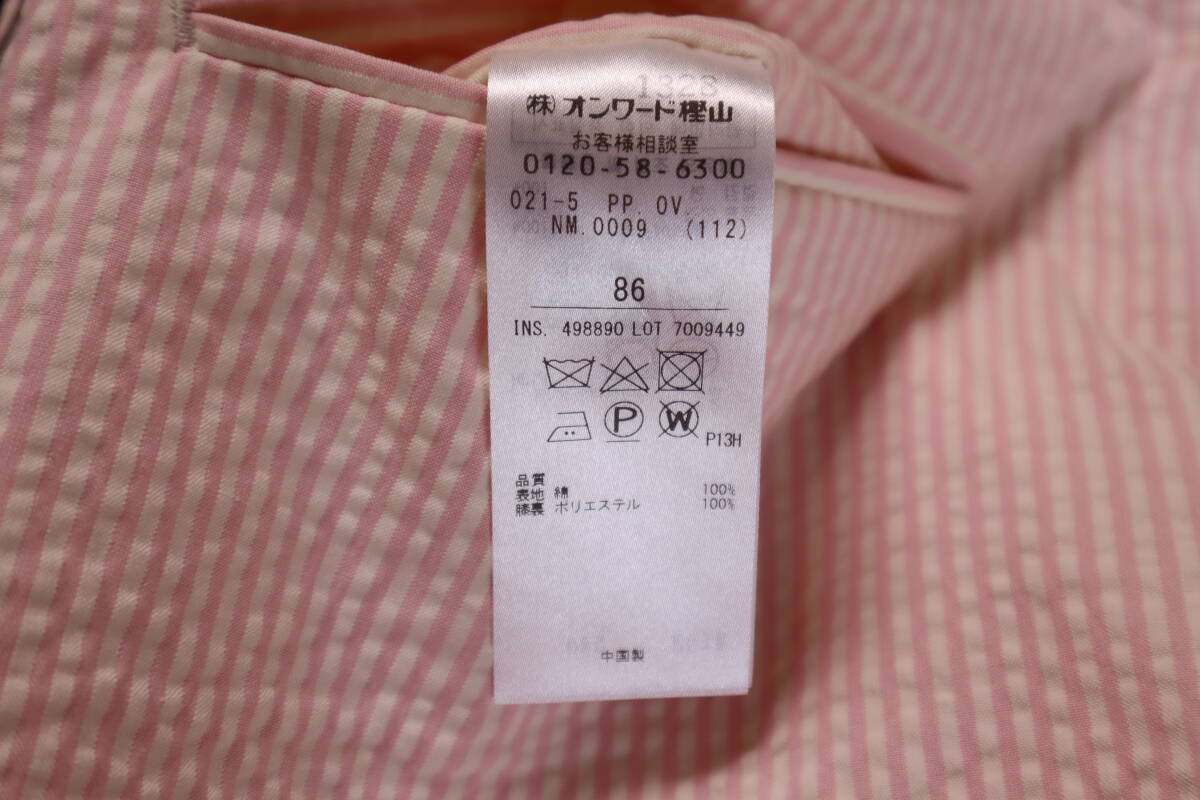 1328
(株)オンワード樫山
お客様相談室
0120-58-6300
021-5 PP. OV.
NM.0009 (112)
86
INS. 498890 LOT 7009449
P W P13H
品質
表地 綿 100%
膝裏 ポリエステル 100%
中国製